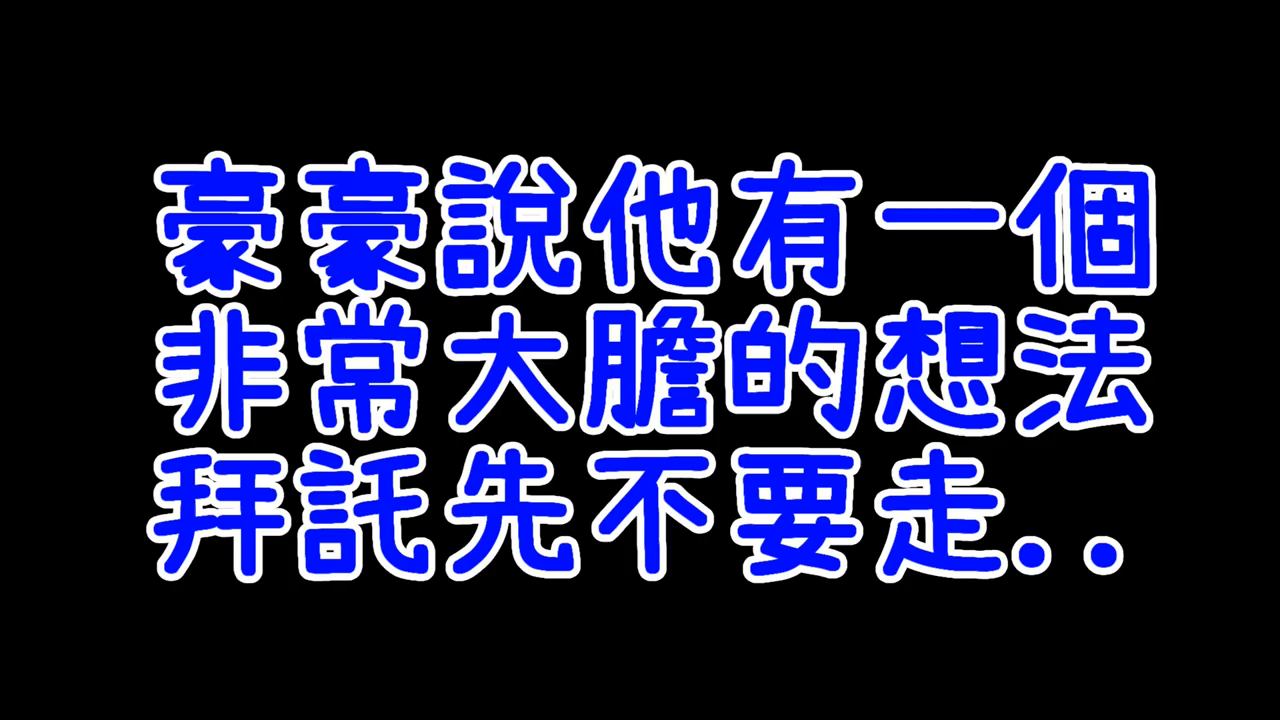 豪豪說他有一個
非常大膽的想法
拜託先不要走..